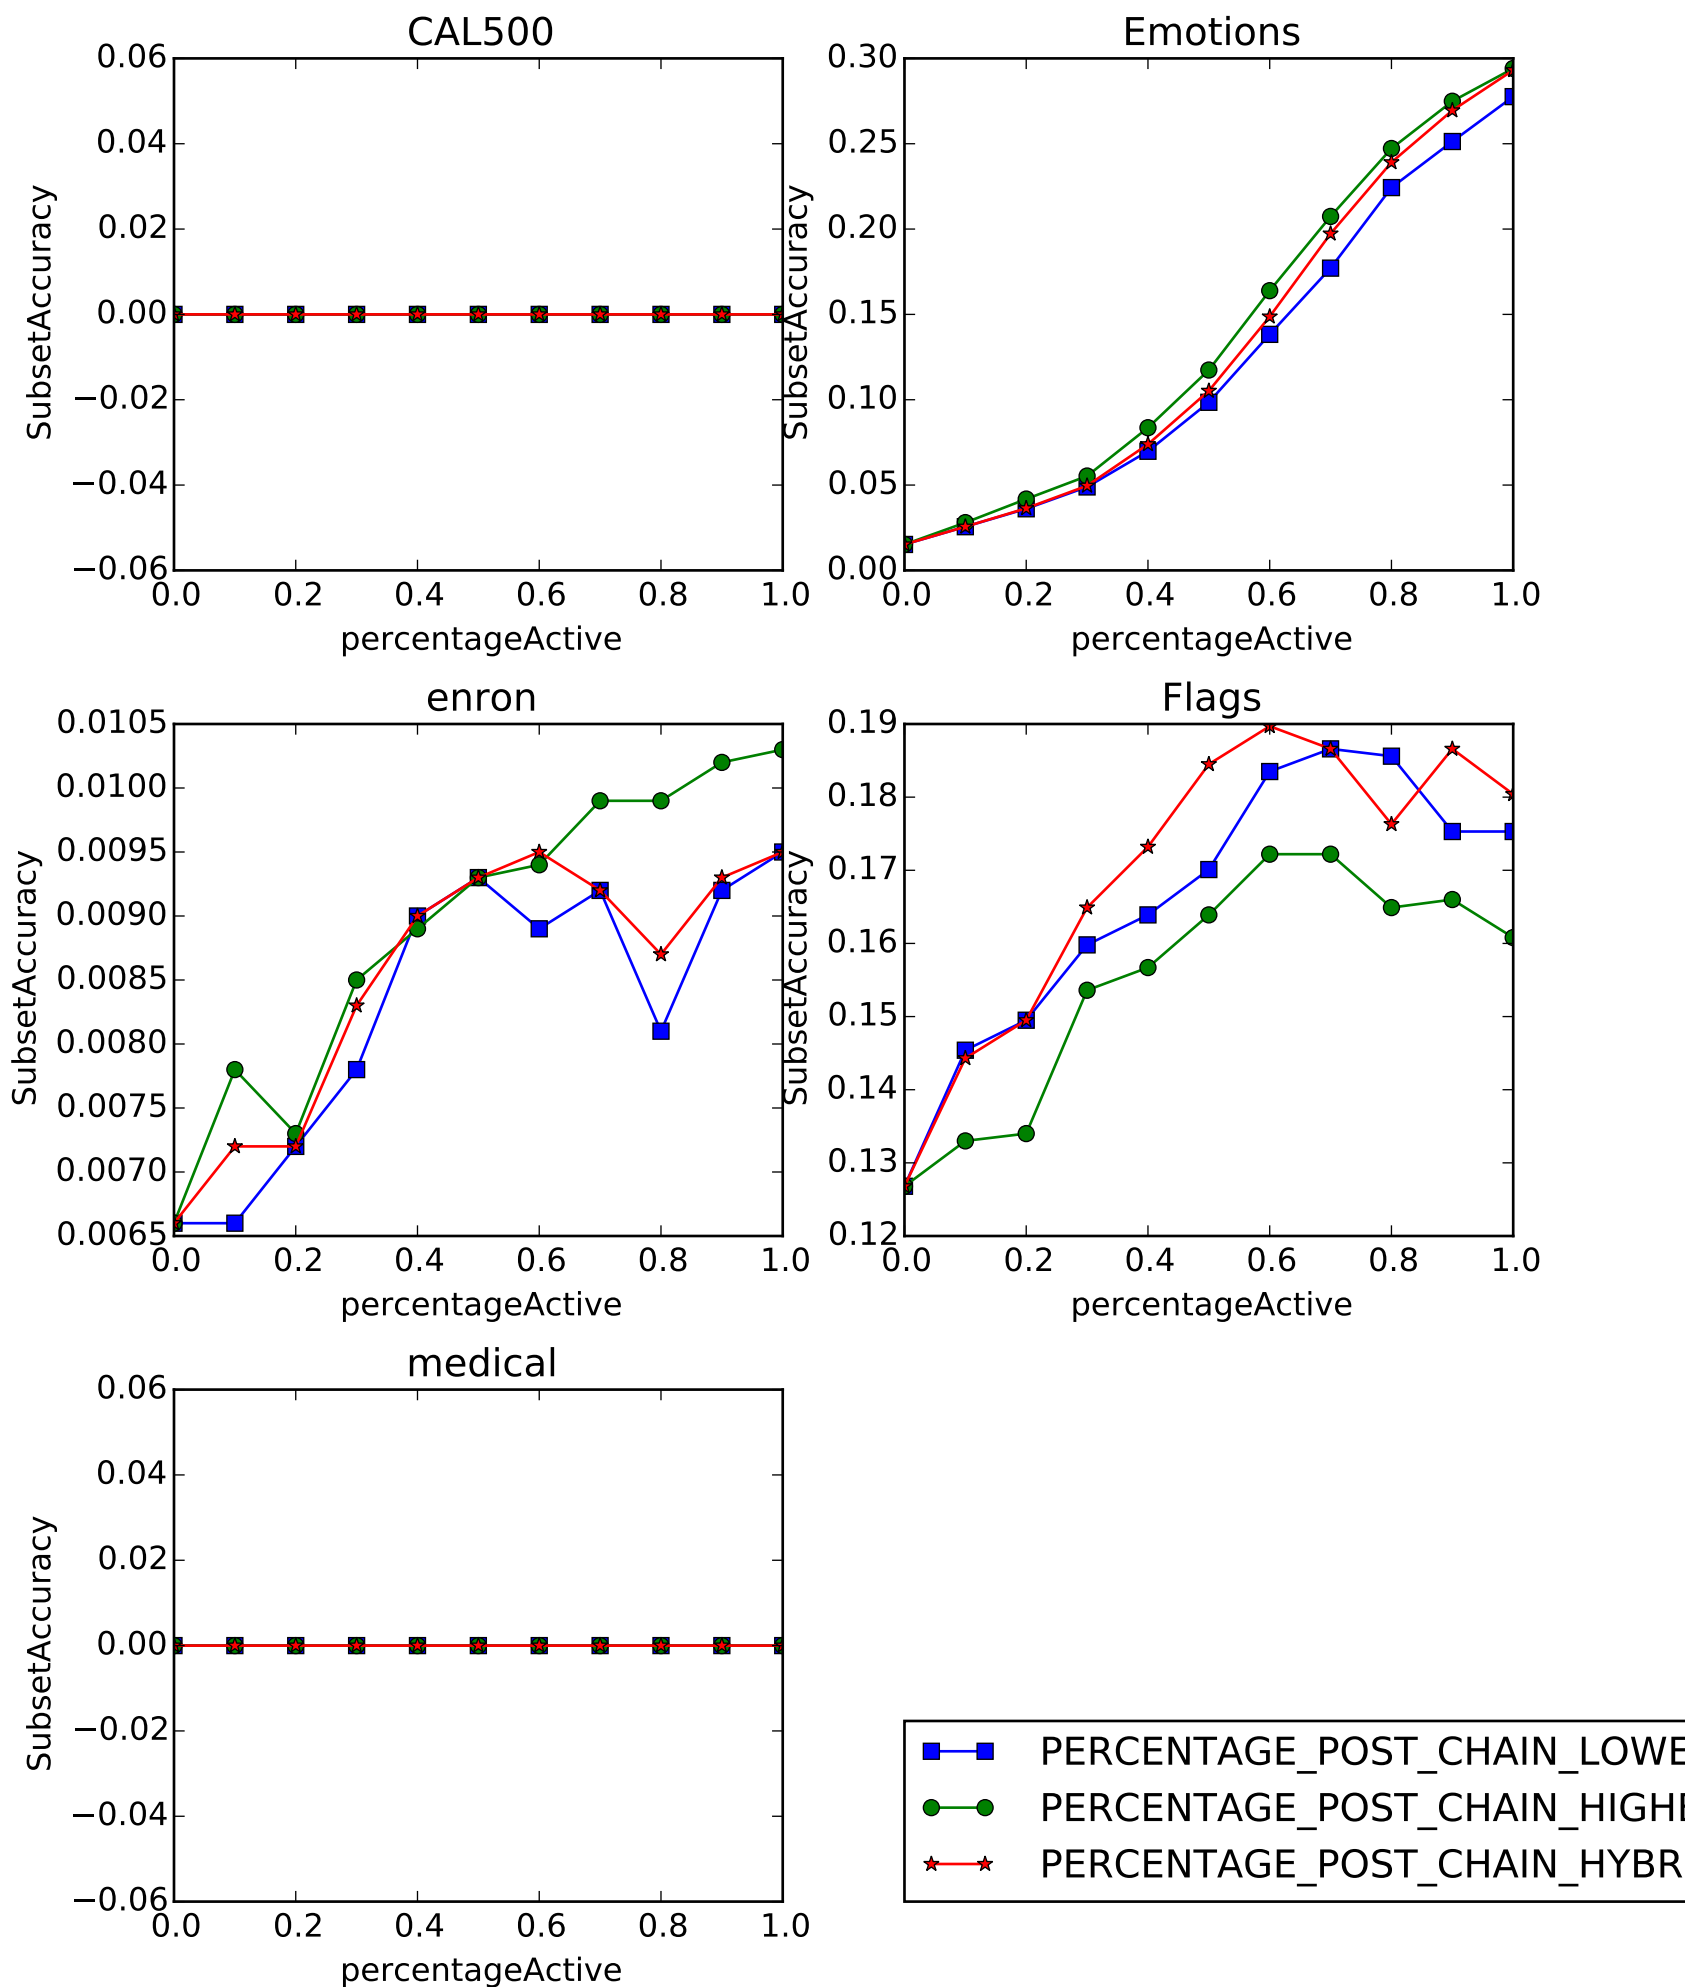 CAL500
0.06
0.04
0.02
0.00
−0.02
−0.04
−0.06
SubsetAccuracy
0.0 0.2 0.4 0.6 0.8 1.0
percentageActive
Emotions
0.30
0.25
0.20
0.15
0.10
0.05
0.00
SubsetAccuracy
0.0 0.2 0.4 0.6 0.8 1.0
percentageActive
enron
0.0105
0.0100
0.0095
0.0090
0.0085
0.0080
0.0075
0.0070
0.0065
SubsetAccuracy
0.0 0.2 0.4 0.6 0.8 1.0
percentageActive
Flags
0.19
0.18
0.17
0.16
0.15
0.14
0.13
0.12
SubsetAccuracy
0.0 0.2 0.4 0.6 0.8 1.0
percentageActive
medical
0.06
0.04
0.02
0.00
−0.02
−0.04
−0.06
SubsetAccuracy
0.0 0.2 0.4 0.6 0.8 1.0
percentageActive
PERCENTAGE_POST_CHAIN_LOWE
PERCENTAGE_POST_CHAIN_HIGHE
PERCENTAGE_POST_CHAIN_HYBR